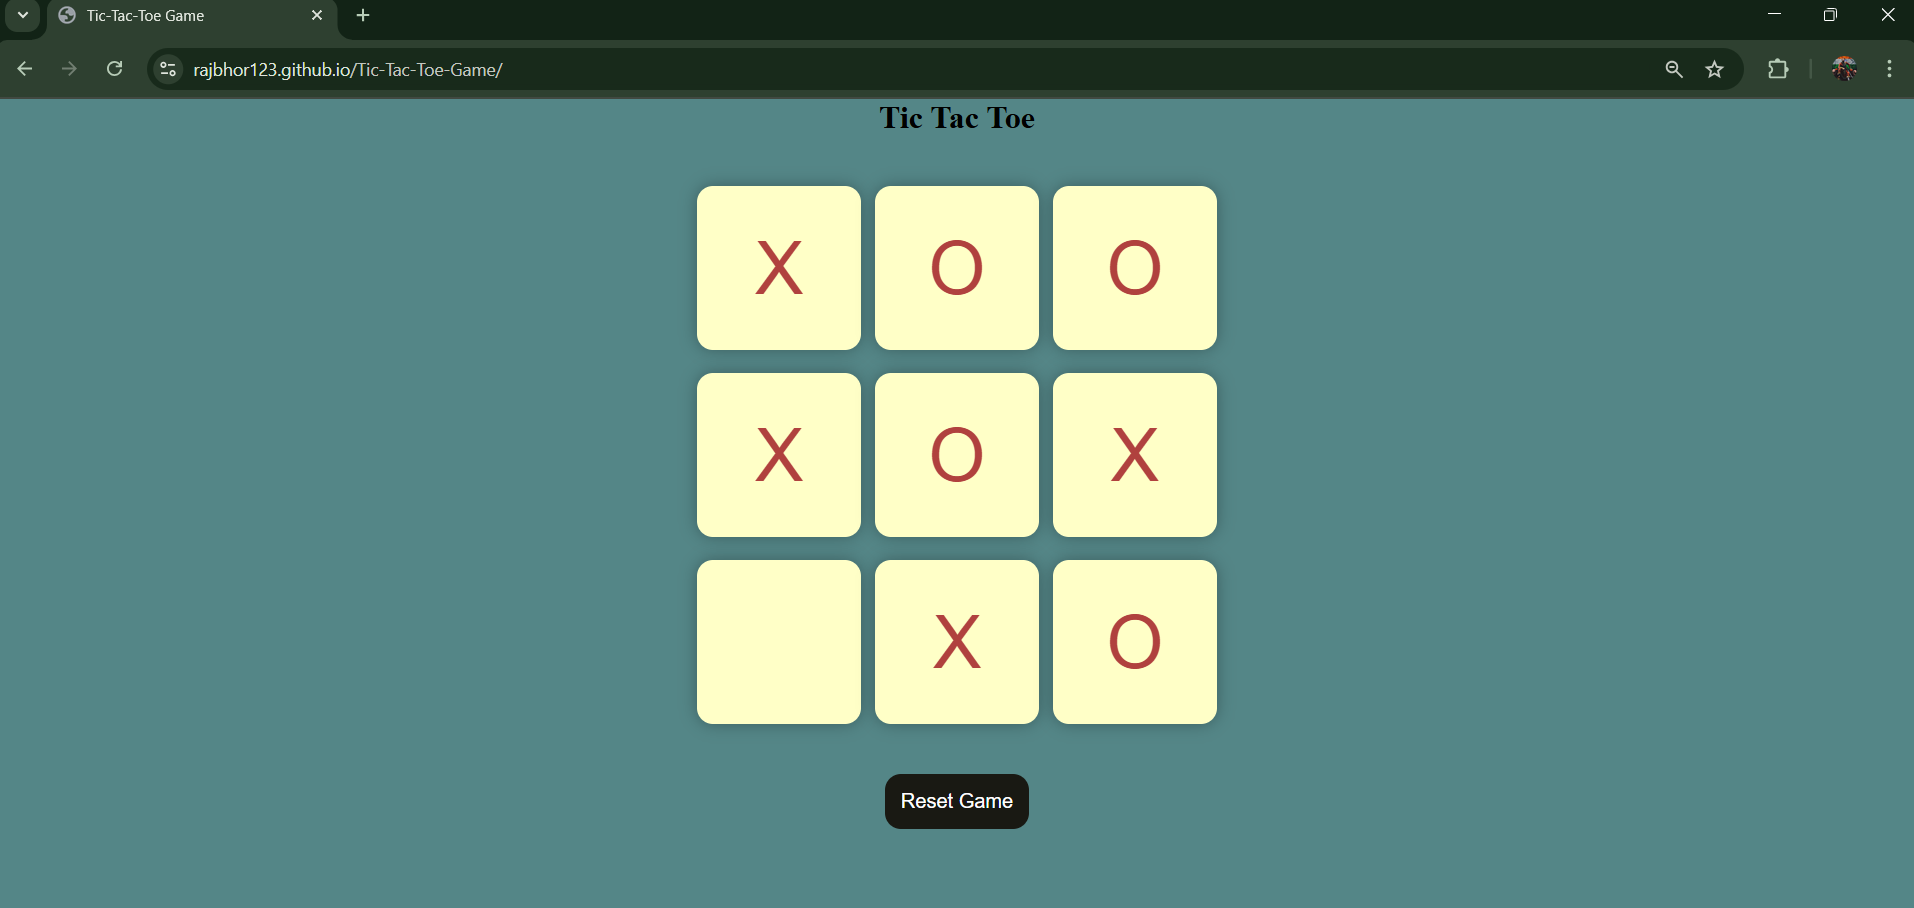 Tic-Tac-Toe Game
rajbhor123.github.io/Tic-Tac-Toe-Game/
Tic Tac Toe
X O O
X O X
X O
Reset Game